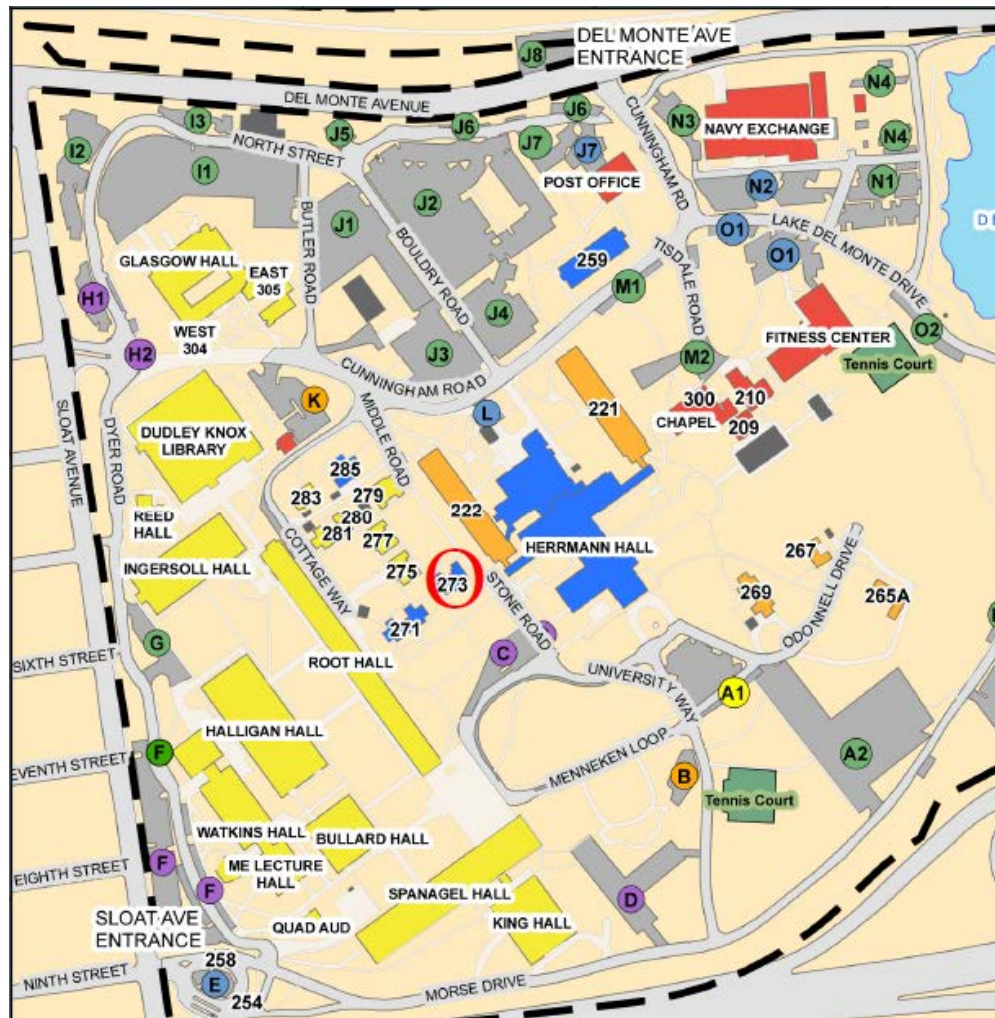 DEL MONTE AVE
ENTRANCE
J8
DEL MONTE AVENUE
J6
J6
I3
J5
NORTH STREET
I2
I1
J7
J7
POST OFFICE
CUNNINGHAM RD
N3
NAVY EXCHANGE
N4
N4
N2
N1
J1
J2
BUTLER ROAD
BOULDRY ROAD
259
TISDALE ROAD
O1
O1
LAKE DEL MONTE DRIVE
D
GLASGOW HALL
EAST
305
H1
WEST
304
H2
J4
J3
M1
M2
O2
FITNESS CENTER
Tennis Court
CUNNINGHAM ROAD
K
L
221
300
CHAPEL
210
209
SLOAT AVENUE
DYER ROAD
DUDLEY KNOX
LIBRARY
MIDDLE ROAD
285
283
279
280
281
277
275
273
271
222
HERRMANN HALL
REED
HALL
INGERSOLL HALL
COTTAGE WAY
STONE ROAD
267
269
265A
ODONNELL DRIVE
SIXTH STREET
G
ROOT HALL
C
UNIVERSITY WAY
A1
A2
HALLIGAN HALL
EVENTH STREET
F
MENNEKEN LOOP
B
Tennis Court
WATKINS HALL
BULLARD HALL
ME LECTURE
HALL
EIGHTH STREET
F
F
SPANAGEL HALL
D
QUAD AUD
KING HALL
SLOAT AVE
ENTRANCE
258
NINTH STREET
E
254
MORSE DRIVE